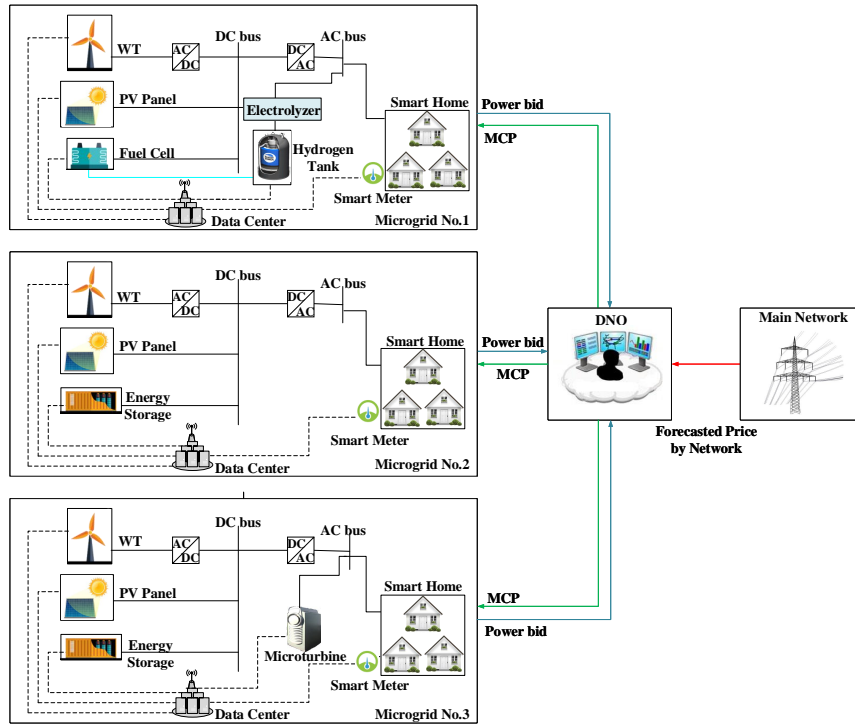 DC bus
AC bus
WT
AC
DC
DC
AC
PV Panel
Electrolyzer
Smart Home
Fuel Cell
Hydrogen
Tank
Smart Meter
Data Center
Microgrid No.1
Power bid
MCP
DC bus
AC bus
WT
AC
DC
DC
AC
PV Panel
Smart Home
Energy
Storage
Smart Meter
Data Center
Microgrid No.2
Power bid
MCP
DNO
Main Network
Forecasted Price
by Network
DC bus
AC bus
WT
AC
DC
DC
AC
PV Panel
Smart Home
Energy
Storage
Microturbine
Smart Meter
Data Center
Microgrid No.3
MCP
Power bid